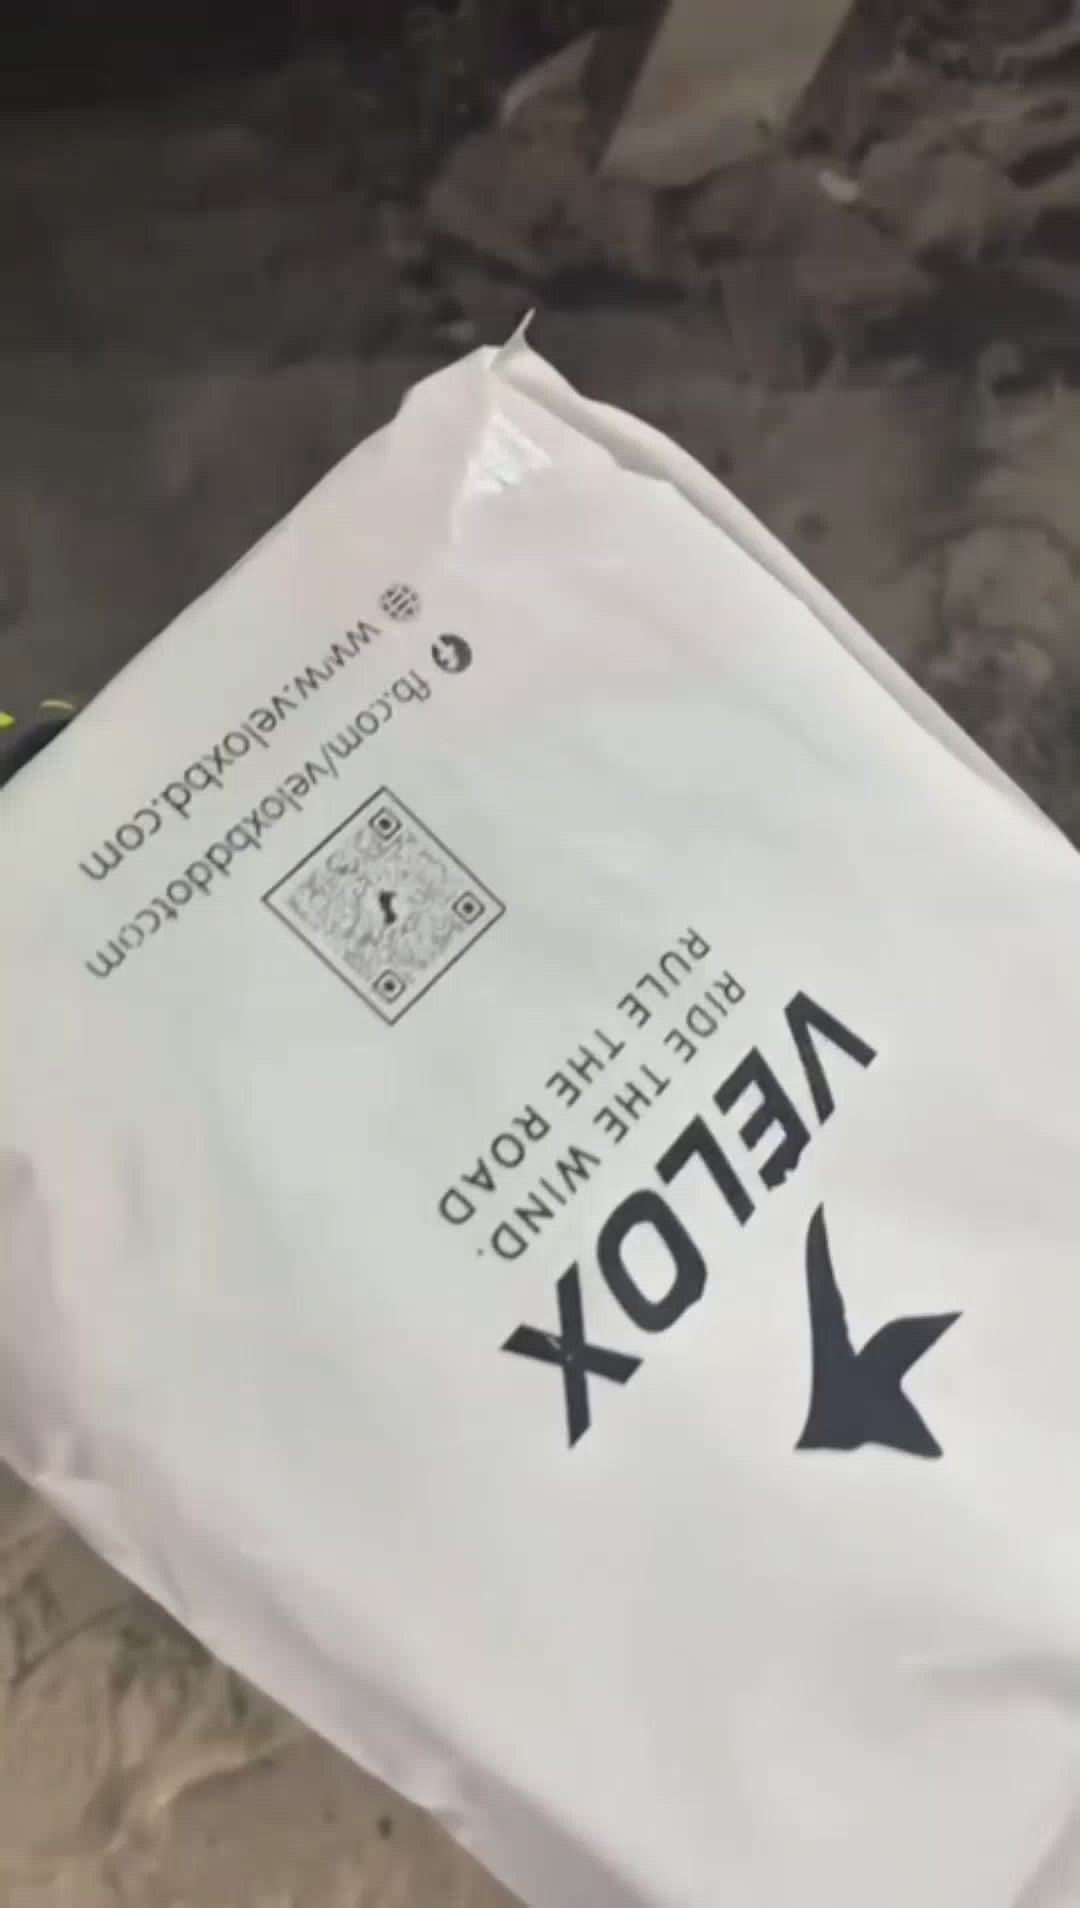 VELOX
RIDE THE WIND.
RULE THE ROAD
fb.com/veloxbddotcom
www.veloxbd.com